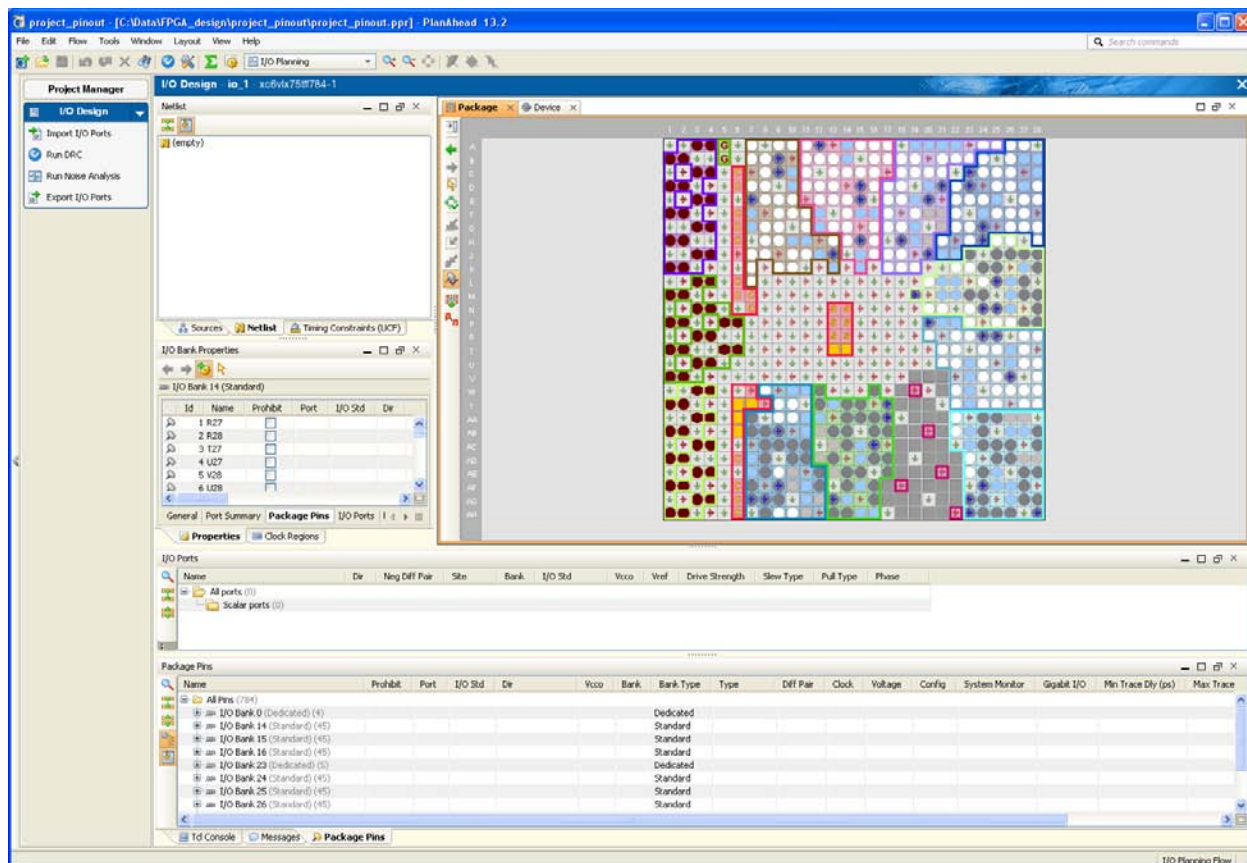 project_pinout - [C:\Data\FPGA_design\project_pinout\project_pinout.ppr] - PlanAhead 13.2
File Edit Flow Tools Window Layout View Help
Search commands
I/O Planning
Project Manager
I/O Design
Import I/O Ports
Run DRC
Run Noise Analysis
Export I/O Ports
I/O Design - io_1 - xc6vlx75tff784-1
Netlist
(empty)
Sources Netlist Timing Constraints (UCF)
Package Device
I/O Bank Properties
I/O Bank 14 (Standard)
Id Name Prohibit Port I/O Std Dir
1 R27
2 R28
3 T27
4 U27
5 V28
6 U28
General Port Summary Package Pins I/O Ports
Properties Clock Regions
I/O Ports
Name Dir Neg Diff Pair Site Bank I/O Std Vcco Vref Drive Strength Slew Type Pull Type Phase
All ports (0)
Scalar ports (0)
Package Pins
Name Prohibit Port I/O Std Dir Vcco Bank Bank Type Type Diff Pair Clock Voltage Config System Monitor Gigabit I/O Min Trace Dly (ps) Max Trace
All Pins (784)
I/O Bank 0 (Dedicated) (4) Dedicated
I/O Bank 14 (Standard) (45) Standard
I/O Bank 15 (Standard) (45) Standard
I/O Bank 16 (Standard) (45) Standard
I/O Bank 23 (Dedicated) (5) Dedicated
I/O Bank 24 (Standard) (45) Standard
I/O Bank 25 (Standard) (45) Standard
I/O Bank 26 (Standard) (45) Standard
Tcl Console Messages Package Pins
I/O Planning Flow